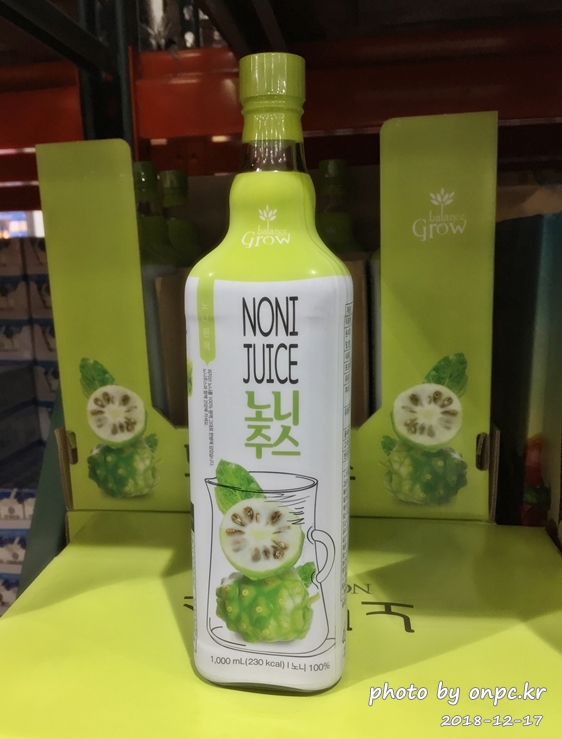 balance
Grow
balance
Grow
NONI
JUICE
노니
주스
1,000 mL(230 kcal) I 노니 100%
photo by onpc.kr
2018-12-17